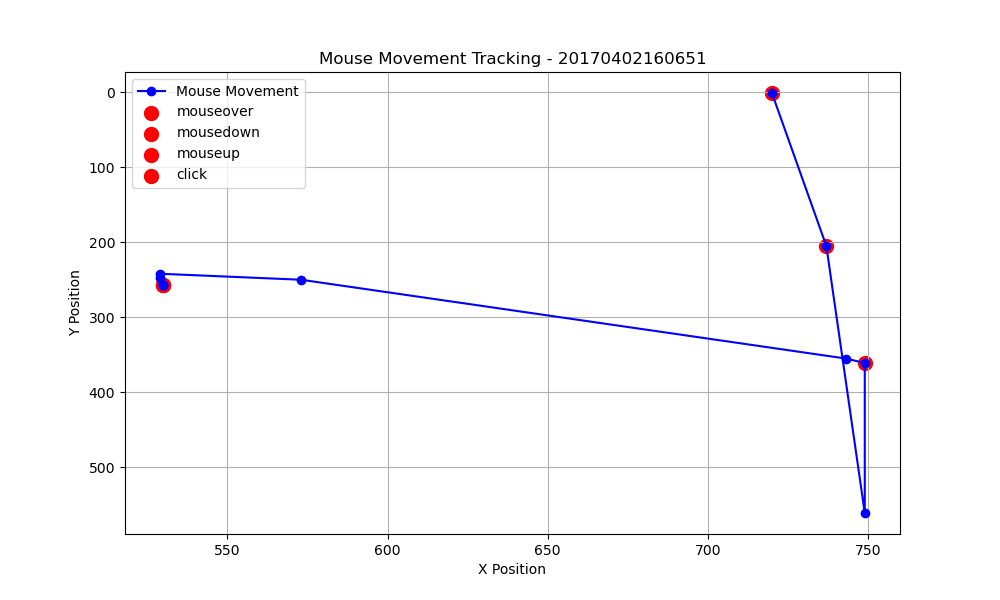 Mouse Movement Tracking - 20170402160651
Mouse Movement
mouseover
mousedown
mouseup
click
Y Position
0
100
200
300
400
500
550
600
650
700
750
X Position